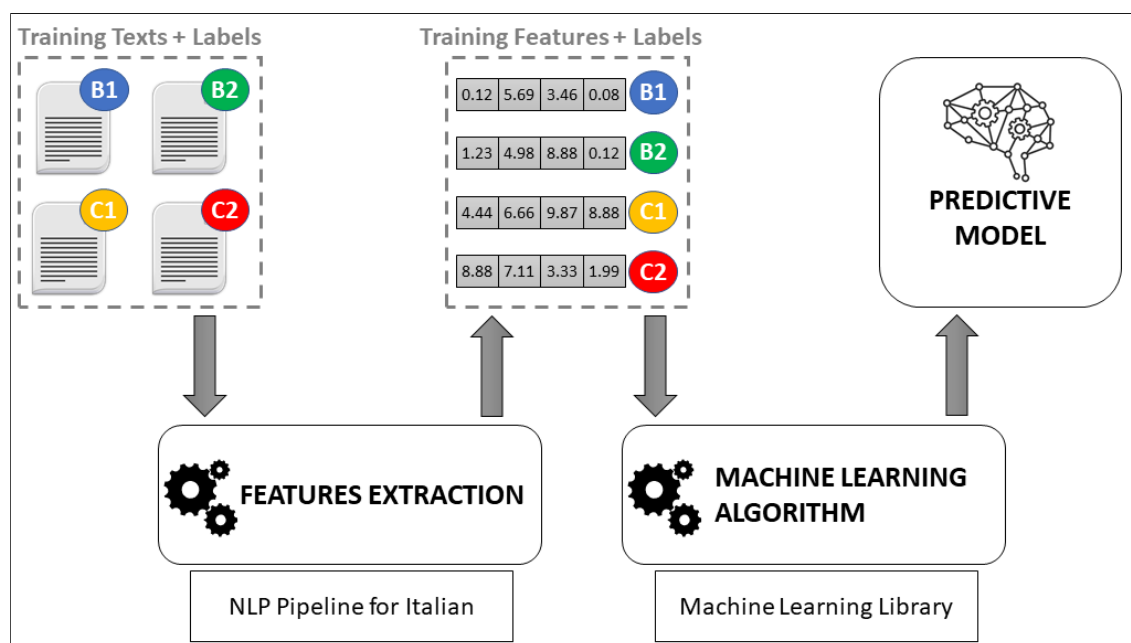 Training Texts + Labels
B1
B2
C1
C2
Training Features + Labels
0.12 5.69 3.46 0.08 B1
1.23 4.98 8.88 0.12 B2
4.44 6.66 9.87 8.88 C1
8.88 7.11 3.33 1.99 C2
PREDICTIVE
MODEL
FEATURES EXTRACTION
NLP Pipeline for Italian
MACHINE LEARNING
ALGORITHM
Machine Learning Library